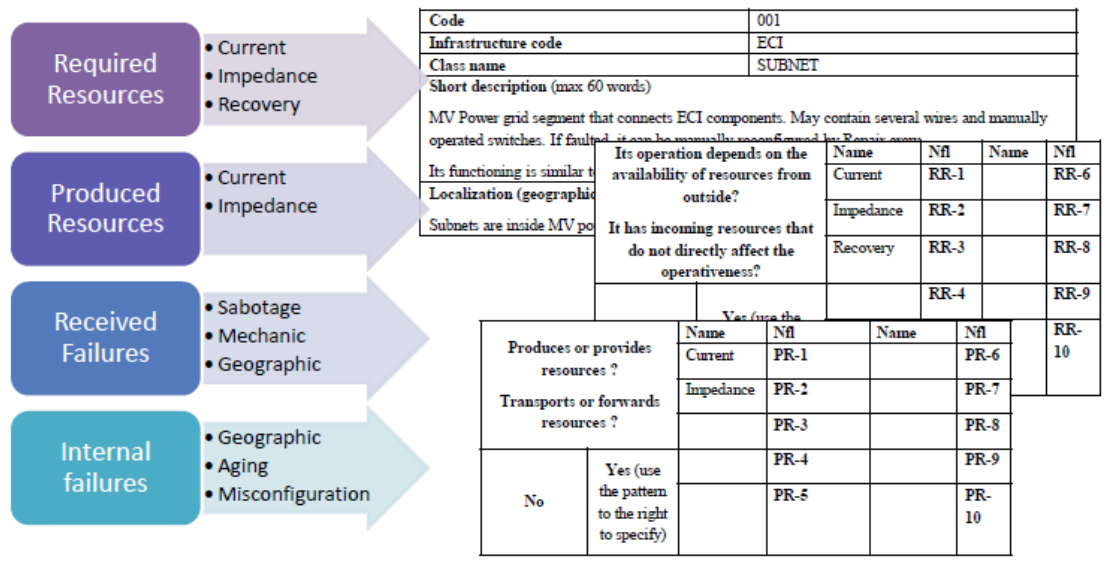 Required
Resources
• Current
• Impedance
• Recovery
Produced
Resources
• Current
• Impedance
Received
Failures
• Sabotage
• Mechanic
• Geographic
Internal
failures
• Geographic
• Aging
• Misconfiguration
Code 001
Infrastructure code ECI
Class name SUBNET
Short description (max 60 words)
MV Power grid segment that connects ECI components. May contain several wires and manually
operated switches. If faulted, it can be manually reconfigured by Repair crew
Its functioning is similar t
Localization (geographic
Subnets are inside MV po
Its operation depends on the
availability of resources from
outside?
It has incoming resources that
do not directly affect the
operativeness?
Name Nfl Name Nfl
Current RR-1 RR-6
Impedance RR-2 RR-7
Recovery RR-3 RR-8
RR-4 RR-9
Yes (use the
RR-
10
Produces or provides
resources ?
Transports or forwards
resources ?
Name Nfl Name Nfl
Current PR-1 PR-6
Impedance PR-2 PR-7
PR-3 PR-8
PR-4 PR-9
PR-5 PR-
10
No
Yes (use
the pattern
to the right
to specify)